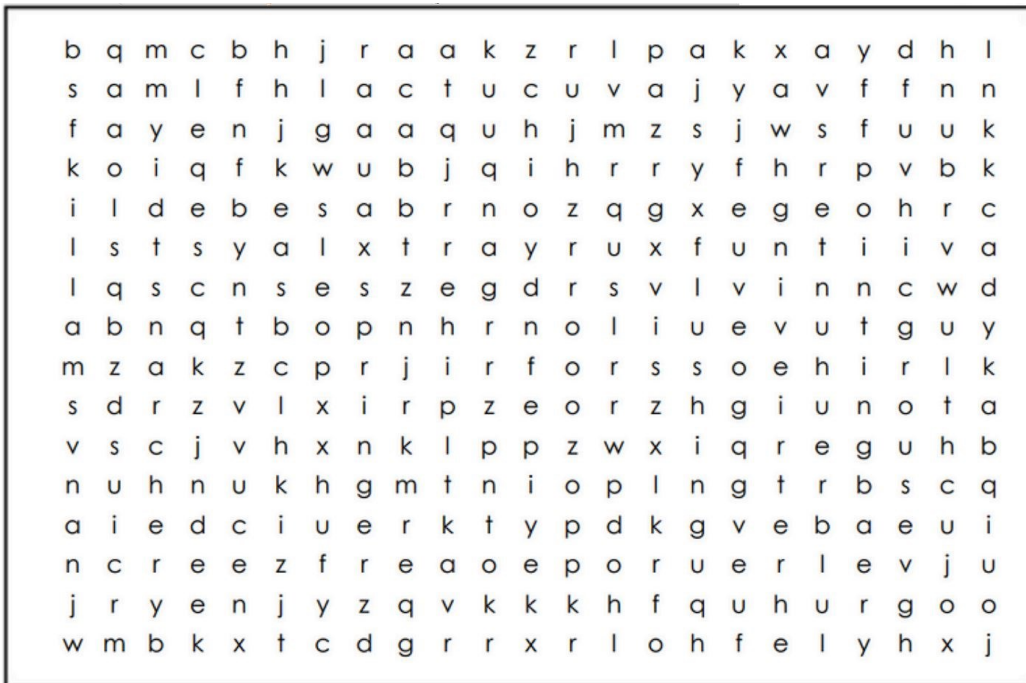 b q m c b h j r a a k z r l p a k x a y d h l
s a m l f h l a c t u c u v a j y a v f f n n
f a y e n j g a a q u h j m z s j w s f u u k
k o i q f k w u b j q i h r r y f h r p v b k
i l d e b e s a b r n o z q g x e g e o h r c
l s t s y a l x t r a y r u x f u n t i i v a
l q s c n s e s z e g d r s v l v i n n c w d
a b n q t b o p n h r n o l i u e v u t g u y
m z a k z c p r j i r f o r s s o e h i r l k
s d r z v l x i r p z e o r z h g i u n o t a
v s c j v h x n k l p p z w x i q r e g u h b
n u h n u k h g m t n i o p l n g t r b s c q
a i e d c i u e r k t y p d k g v e b a e u i
n c r e e z f r e a o e p o r u e r l e v j u
j r y e n j y z q v k k k h f q u h u r g o o
w m b k x t c d g r r x r l o h f e l y h x j